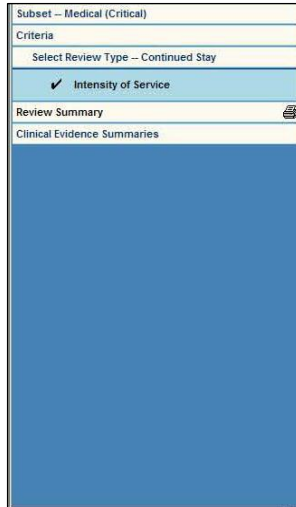 Subset -- Medical (Critical)
Criteria
Select Review Type -- Continued Stay
✔ Intensity of Service
Review Summary
Clinical Evidence Summaries